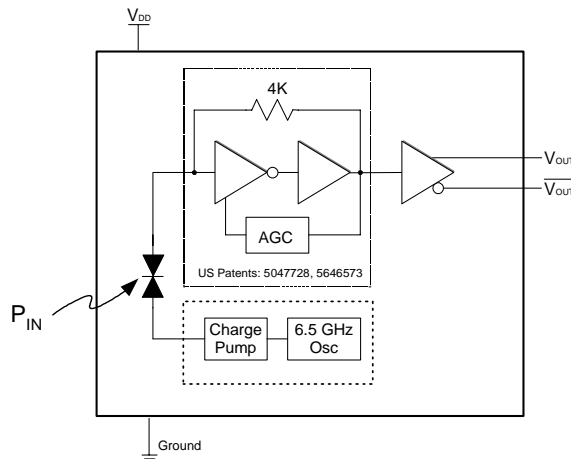 VDD
4K
AGC
US Patents: 5047728, 5646573
VOUT
VOUT
PIN
Charge
Pump
6.5 GHz
Osc
Ground